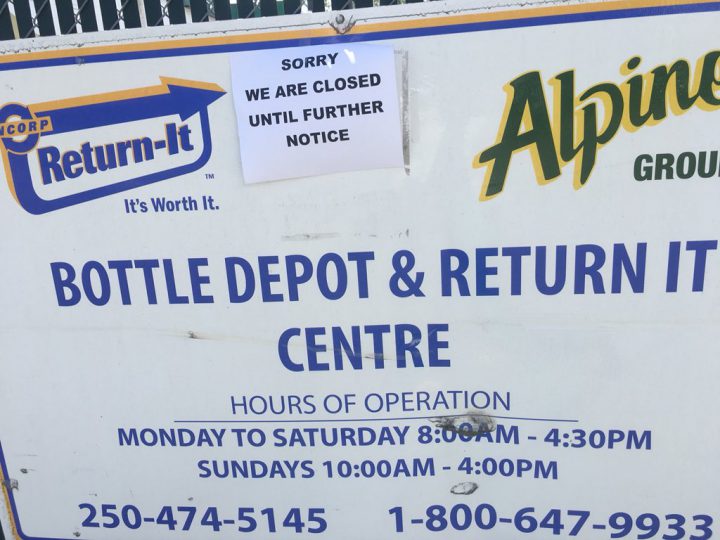 SORRY
WE ARE CLOSED
UNTIL FURTHER
NOTICE
NCORP
Return-It
TM
It's Worth It.
Alpine
GROU
BOTTLE DEPOT & RETURN IT
CENTRE
HOURS OF OPERATION
MONDAY TO SATURDAY 8:00AM - 4:30PM
SUNDAYS 10:00AM - 4:00PM
250-474-5145 1-800-647-9933